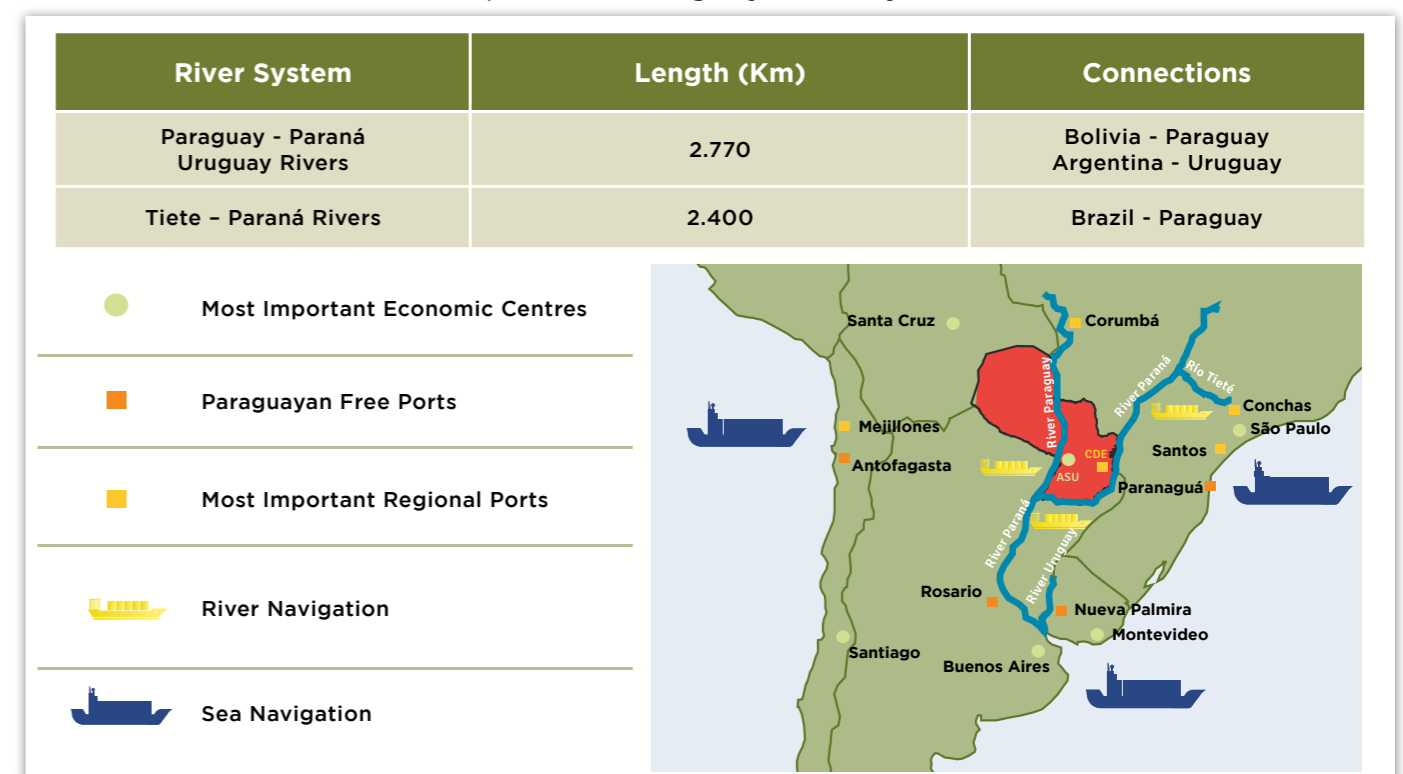 River System
Length (Km)
Connections
Paraguay - Paraná
Uruguay Rivers
2.770
Bolivia - Paraguay
Argentina - Uruguay
Tiete – Paraná Rivers
2.400
Brazil - Paraguay
Most Important Economic Centres
Paraguayan Free Ports
Most Important Regional Ports
River Navigation
Sea Navigation
Santa Cruz
Corumbá
River Paraguay
River Paraná
Río Tieté
Conchas
São Paulo
Mejillones
Antofagasta
Santos
CDE
ASU
Paranaguá
River Paraná
River Uruguay
Rosario
Nueva Palmira
Montevideo
Santiago
Buenos Aires